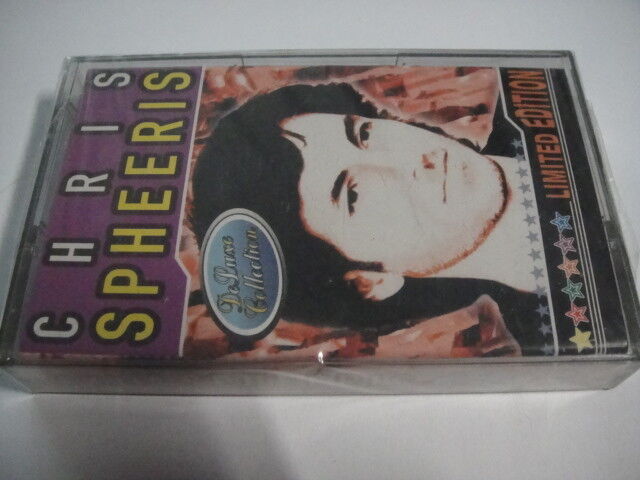 CHRIS
SPHEERIS
DeLuxe
Collection
LIMITED EDITION